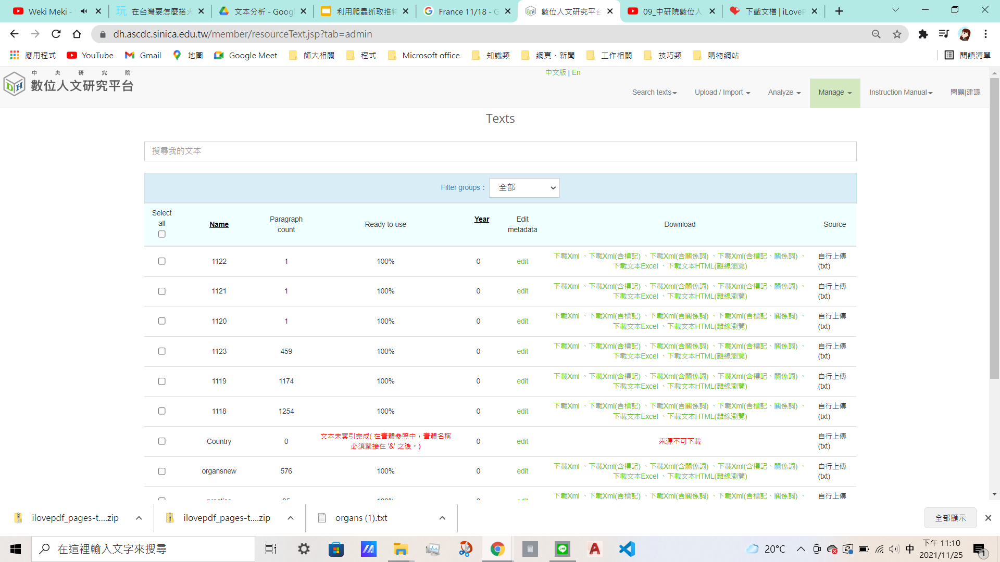 Weki Meki -
在台灣要怎麼搭火
文本分析 - Goog
利用爬蟲抓取推特
France 11/18 - G
數位人文研究平台
09_中研院數位人
下載文檔 | iLoveP
dh.ascdc.sinica.edu.tw/member/resourceText.jsp?tab=admin
應用程式 YouTube Gmail 地圖 Google Meet 師大相關 程式 Microsoft office 知識類 網頁、新聞 工作相關 技巧類 購物網站 閱讀清單
中央研究院
數位人文研究平台
中文版 | En
Search texts Upload / Import Analyze Manage Instruction Manual 問題|建議
Texts
搜尋我的文本
Filter groups： 全部
Select all Name Paragraph count Ready to use Year Edit metadata Download Source
1122 1 100% 0 edit 下載Xml 、下載Xml(含標記) 、下載Xml(含關係詞) 、下載Xml(含標記、關係詞) 、 自行上傳
下載文本Excel 、下載文本HTML(離線瀏覽) (txt)
1121 1 100% 0 edit 下載Xml 、下載Xml(含標記) 、下載Xml(含關係詞) 、下載Xml(含標記、關係詞) 、 自行上傳
下載文本Excel 、下載文本HTML(離線瀏覽) (txt)
1120 1 100% 0 edit 下載Xml 、下載Xml(含標記) 、下載Xml(含關係詞) 、下載Xml(含標記、關係詞) 、 自行上傳
下載文本Excel 、下載文本HTML(離線瀏覽) (txt)
1123 459 100% 0 edit 下載Xml 、下載Xml(含標記) 、下載Xml(含關係詞) 、下載Xml(含標記、關係詞) 、 自行上傳
下載文本Excel 、下載文本HTML(離線瀏覽) (txt)
1119 1174 100% 0 edit 下載Xml 、下載Xml(含標記) 、下載Xml(含關係詞) 、下載Xml(含標記、關係詞) 、 自行上傳
下載文本Excel 、下載文本HTML(離線瀏覽) (txt)
1118 1254 100% 0 edit 下載Xml 、下載Xml(含標記) 、下載Xml(含關係詞) 、下載Xml(含標記、關係詞) 、 自行上傳
下載文本Excel 、下載文本HTML(離線瀏覽) (txt)
Country 0 文本未索引完成( 在實體參照中，實體名稱 0 edit 來源不可下載 自行上傳
必須緊接在 '&' 之後。) (txt)
organsnew 576 100% 0 edit 下載Xml 、下載Xml(含標記) 、下載Xml(含關係詞) 、下載Xml(含標記、關係詞) 、 自行上傳
下載文本Excel 、下載文本HTML(離線瀏覽) (txt)
下載Xml 、下載Xml(含標記) 、下載Xml(含關係詞) 、下載Xml(含標記、關係詞) 、 自行上傳
ilovepdf_pages-t....zip ilovepdf_pages-t....zip organs (1).txt 全部顯示
在這裡輸入文字來搜尋 20°C 中 下午 11:10
2021/11/25 1